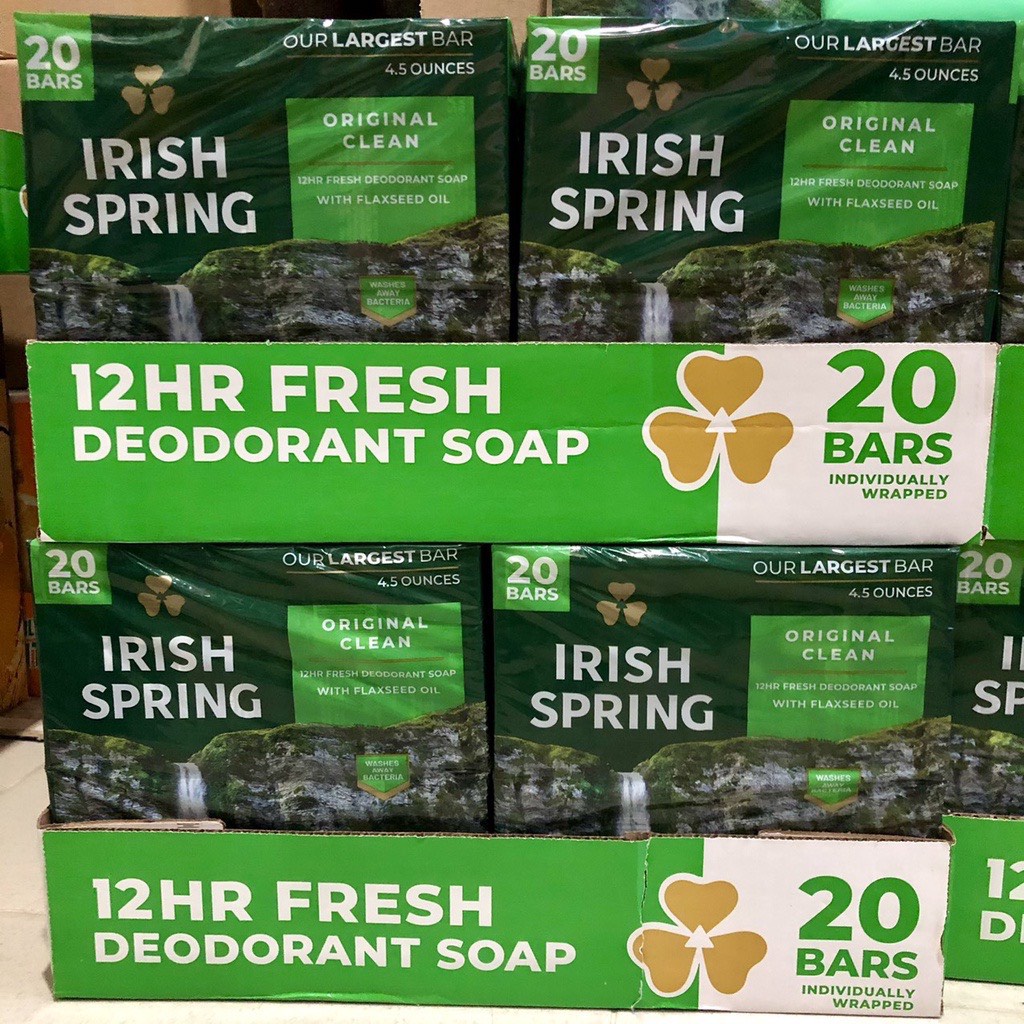 20
BARS
OUR LARGEST BAR
4.5 OUNCES
IRISH
SPRING
ORIGINAL
CLEAN
12HR FRESH DEODORANT SOAP
WITH FLAXSEED OIL
WASHES
AWAY
BACTERIA
20
BARS
OUR LARGEST BAR
4.5 OUNCES
IRISH
SPRING
ORIGINAL
CLEAN
12HR FRESH DEODORANT SOAP
WITH FLAXSEED OIL
WASHES
AWAY
BACTERIA
12HR FRESH
DEODORANT SOAP
20
BARS
INDIVIDUALLY
WRAPPED
20
BARS
OUR LARGEST BAR
4.5 OUNCES
IRISH
SPRING
ORIGINAL
CLEAN
12HR FRESH DEODORANT SOAP
WITH FLAXSEED OIL
WASHES
AWAY
BACTERIA
20
BARS
OUR LARGEST BAR
4.5 OUNCES
IRISH
SPRING
ORIGINAL
CLEAN
12HR FRESH DEODORANT SOAP
WITH FLAXSEED OIL
WASHES
AWAY
BACTERIA
20
BARS
I
SP
12HR FRESH
DEODORANT SOAP
20
BARS
INDIVIDUALLY
WRAPPED
12
D